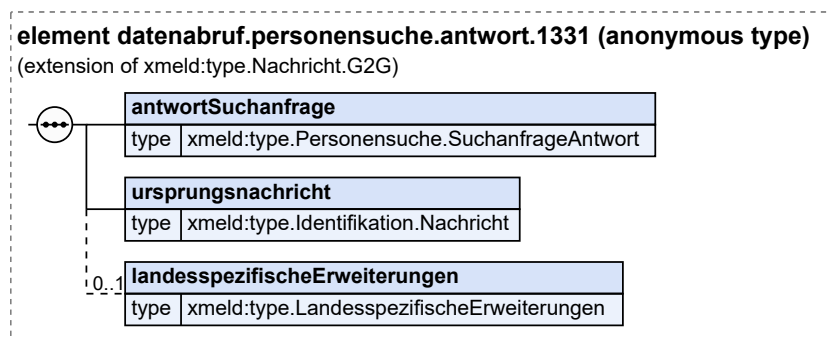 element datenabruf.personensuche.antwort.1331 (anonymous type)
(extension of xmeld:type.Nachricht.G2G)
antwortSuchanfrage
type xmeld:type.Personensuche.SuchanfrageAntwort
ursprungsnachricht
type xmeld:type.Identifikation.Nachricht
0..1
landesspezifischeErweiterungen
type xmeld:type.LandesspezifischeErweiterungen